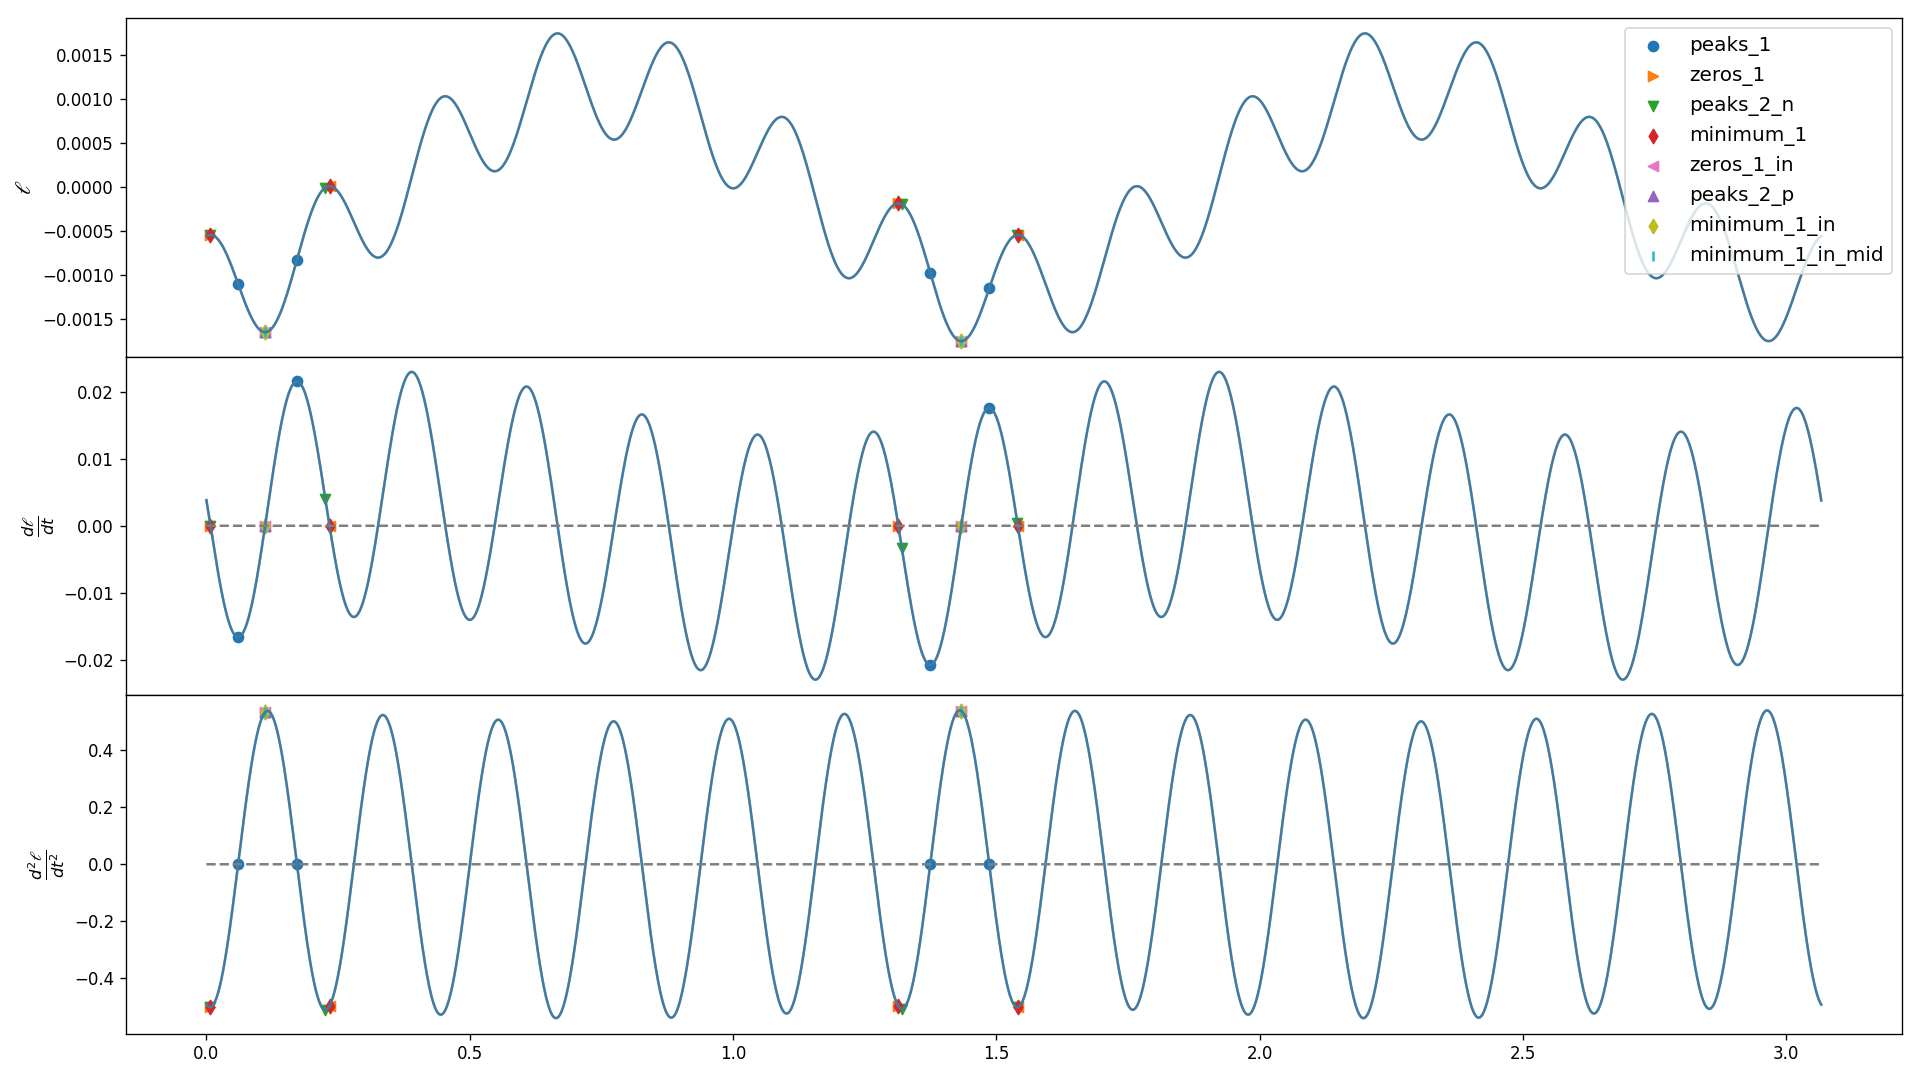 0.0015
0.0010
0.0005
0.0000
−0.0005
−0.0010
−0.0015
ℓ
peaks_1
zeros_1
peaks_2_n
minimum_1
zeros_1_in
peaks_2_p
minimum_1_in
minimum_1_in_mid
0.02
0.01
0.00
−0.01
−0.02
dℓ
dt
0.4
0.2
0.0
−0.2
−0.4
d²ℓ
dt²
0.0 0.5 1.0 1.5 2.0 2.5 3.0